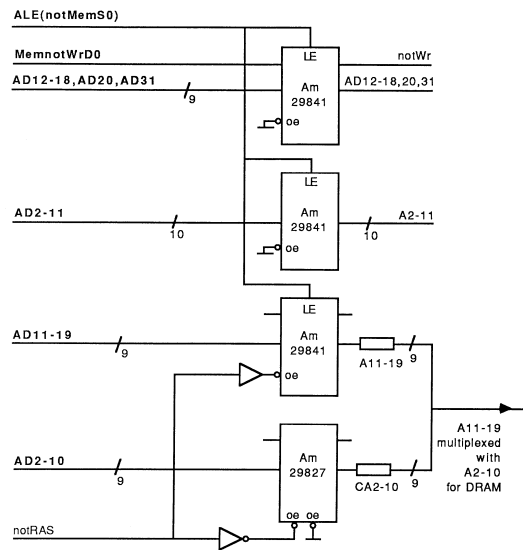 ALE(notMemS0)
MemnotWrD0
LE
notWr
AD12-18,AD20,AD31
9
Am
29841
AD12-18,20,31
oe
LE
AD2-11
10
Am
29841
A2-11
10
oe
LE
AD11-19
9
Am
29841
A11-19
9
oe
A11-19
multiplexed
with
A2-10
for DRAM
AD2-10
9
Am
29827
CA2-10
9
oe oe
notRAS